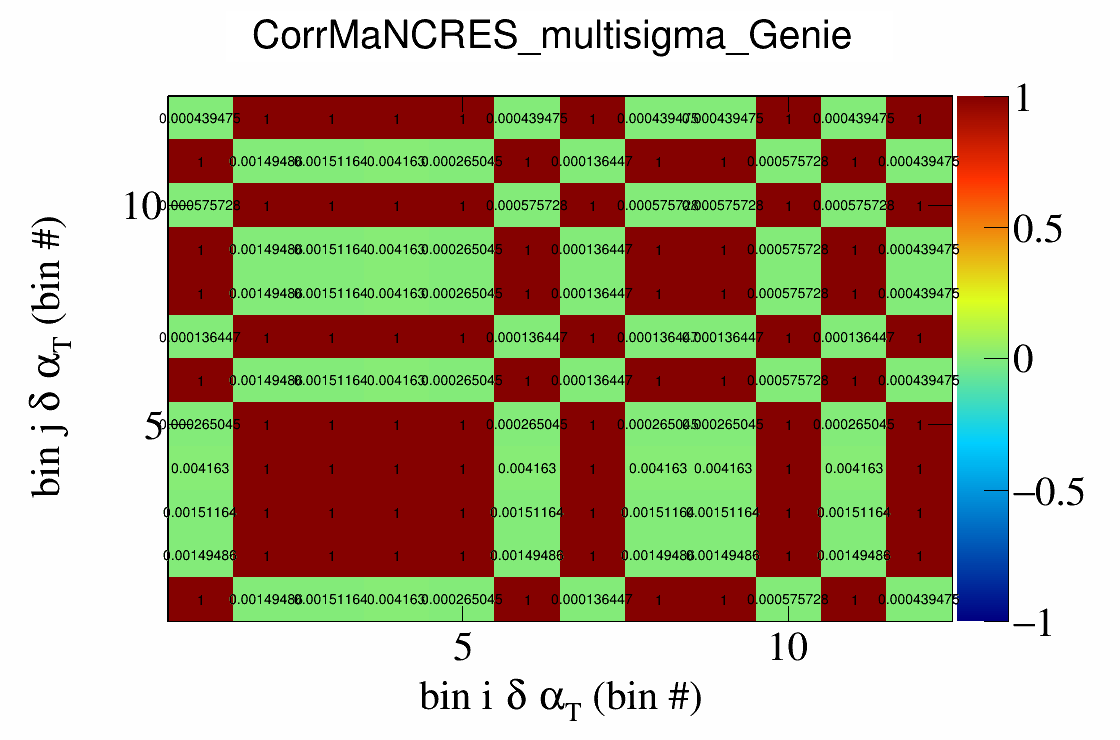 CorrMaNCRES_multisigma_Genie
0.000439475 1 1 1 1 0.000439475 1 0.000439475 0.000439475 1 0.000439475 1
1 0.00149486 0.00151164 0.004163 0.000265045 1 0.000136447 1 1 0.000575728 1 0.000439475
0.000575728 1 1 1 1 0.000575728 1 0.000575728 0.000575728 1 0.000575728 1
1 0.00149486 0.00151164 0.004163 0.000265045 1 0.000136447 1 1 0.000575728 1 0.000439475
1 0.00149486 0.00151164 0.004163 0.000265045 1 0.000136447 1 1 0.000575728 1 0.000439475
0.000136447 1 1 1 1 0.000136447 1 0.000136447 0.000136447 1 0.000136447 1
1 0.00149486 0.00151164 0.004163 0.000265045 1 0.000136447 1 1 0.000575728 1 0.000439475
0.000265045 1 1 1 1 0.000265045 1 0.000265045 0.000265045 1 0.000265045 1
0.004163 1 1 1 1 0.004163 1 0.004163 0.004163 1 0.004163 1
0.00151164 1 1 1 1 0.00151164 1 0.00151164 0.00151164 1 0.00151164 1
0.00149486 1 1 1 1 0.00149486 1 0.00149486 0.00149486 1 0.00149486 1
1 0.00149486 0.00151164 0.004163 0.000265045 1 0.000136447 1 1 0.000575728 1 0.000439475
10
5
bin j δ α_T (bin #)
5 10
bin i δ α_T (bin #)
1
0.5
0
−0.5
−1